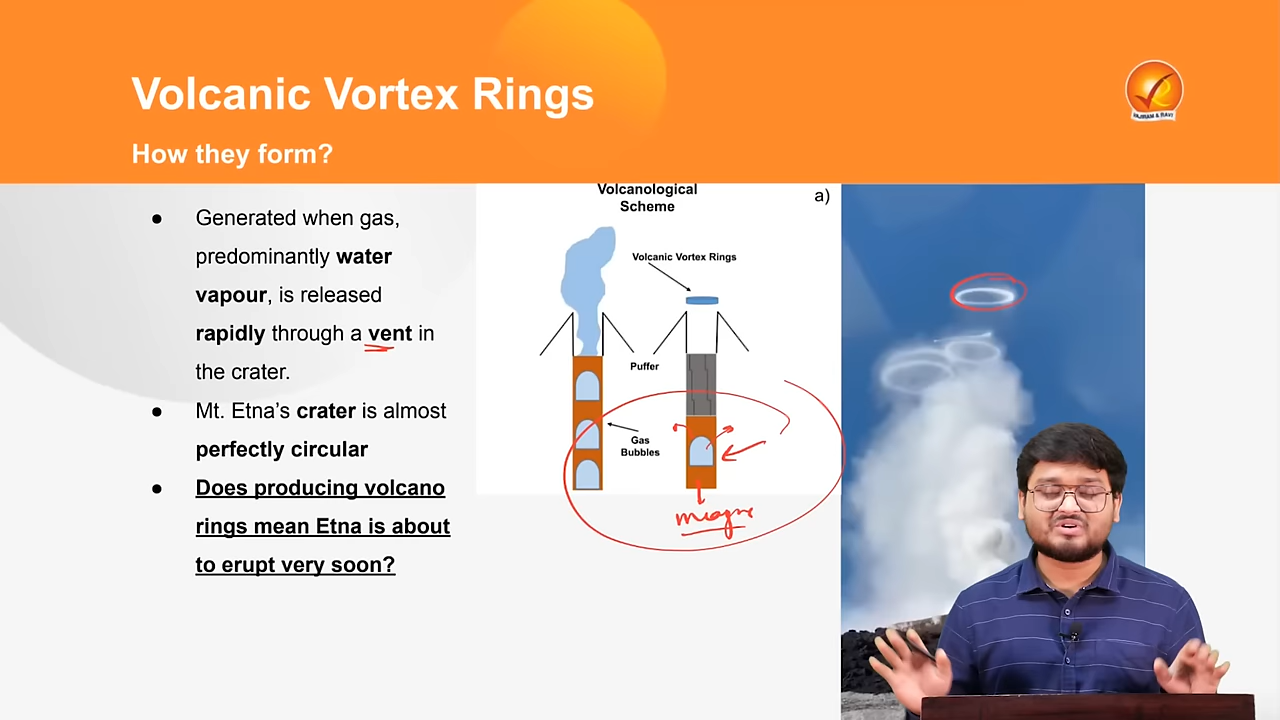 Volcanic Vortex Rings
How they form?
VAJIRAM & RAVI
● Generated when gas,
predominantly water
vapour, is released
rapidly through a vent in
the crater.
● Mt. Etna’s crater is almost
perfectly circular
● Does producing volcano
rings mean Etna is about
to erupt very soon?
Volcanological
Scheme
a)
Volcanic Vortex Rings
Puffer
Gas
Bubbles